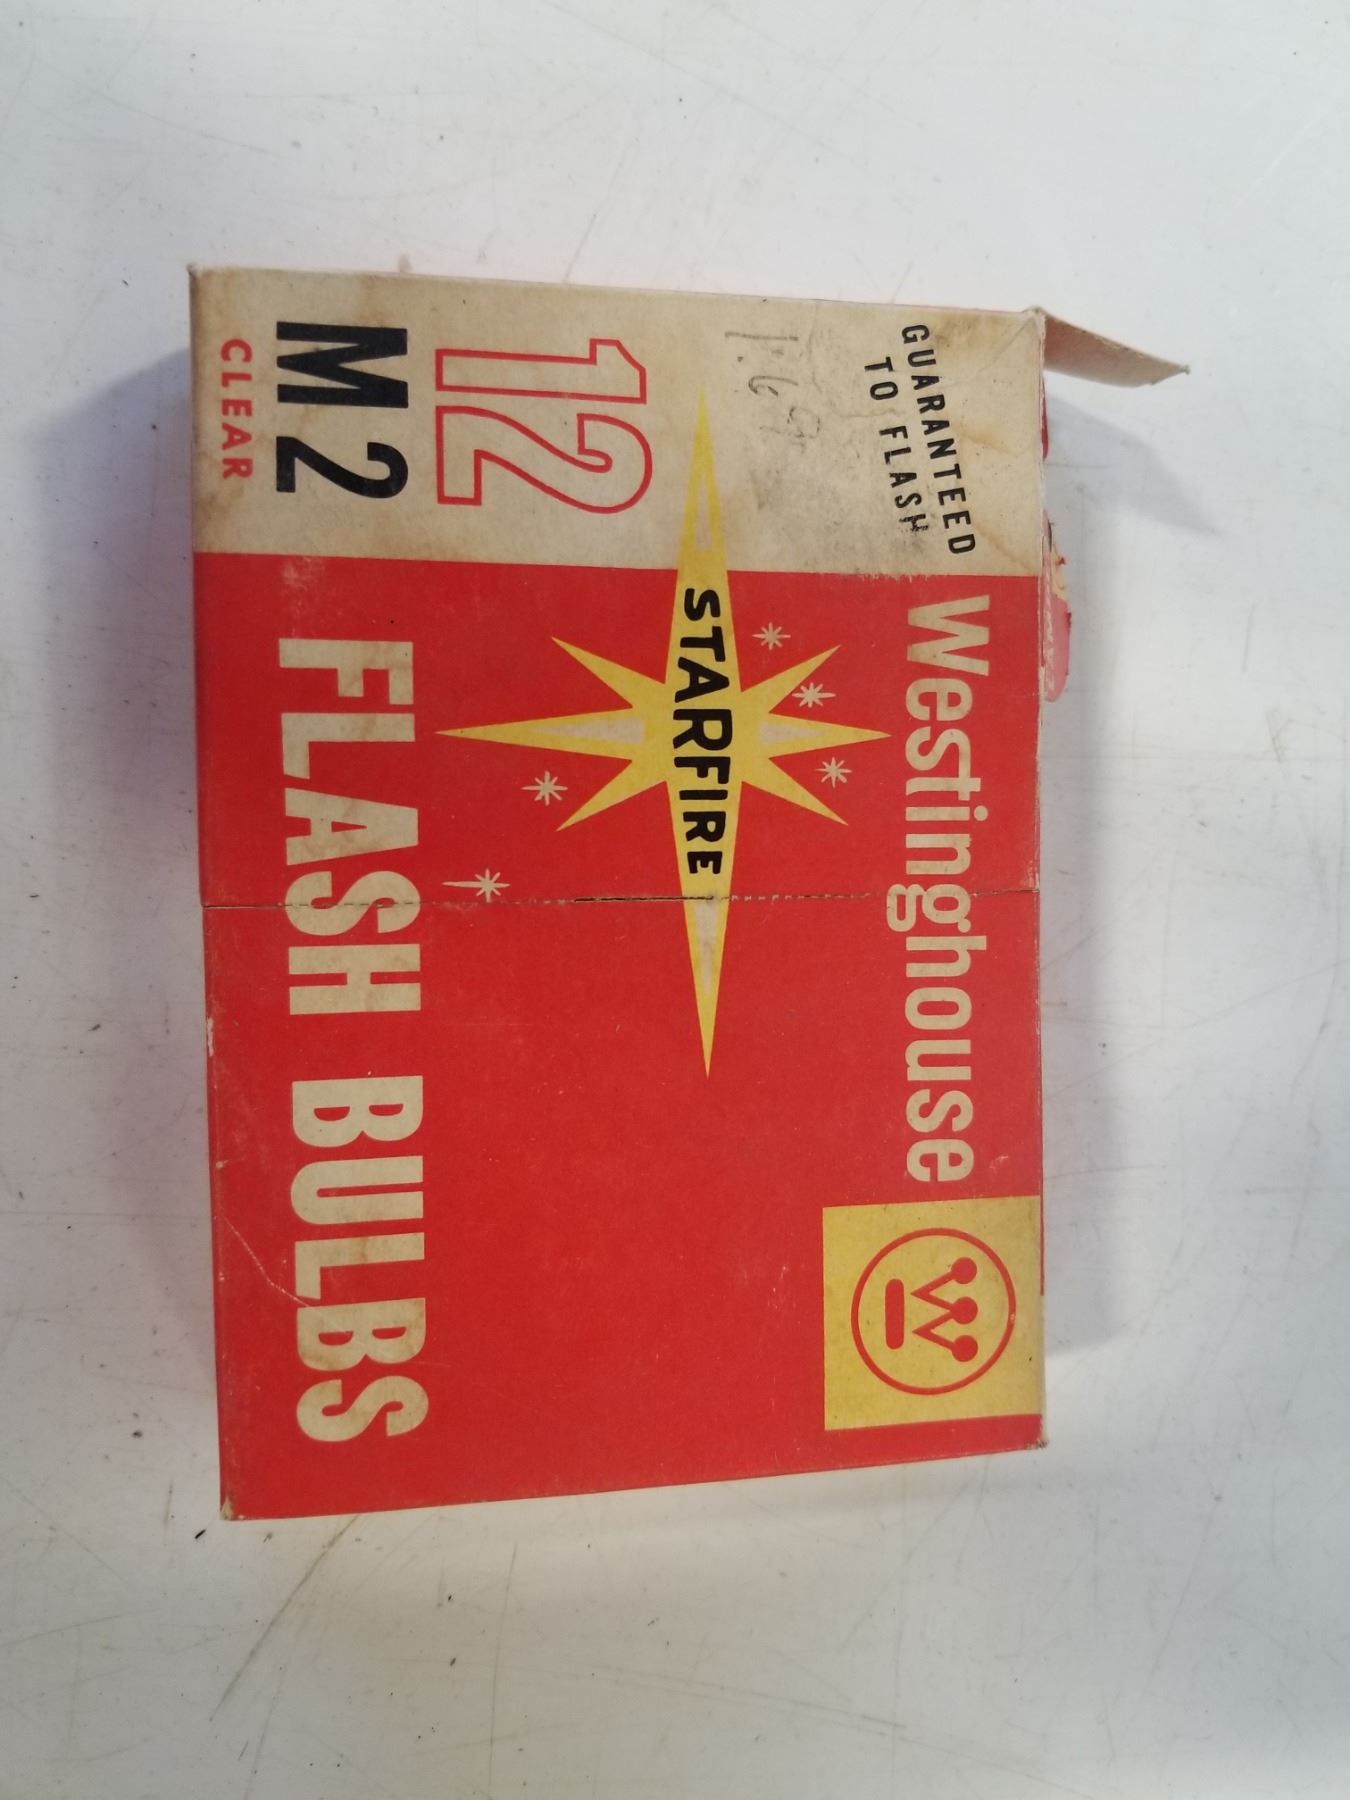 GUARANTEED
TO FLASH
Westinghouse
STARFIRE
12
M2
CLEAR
FLASH BULBS